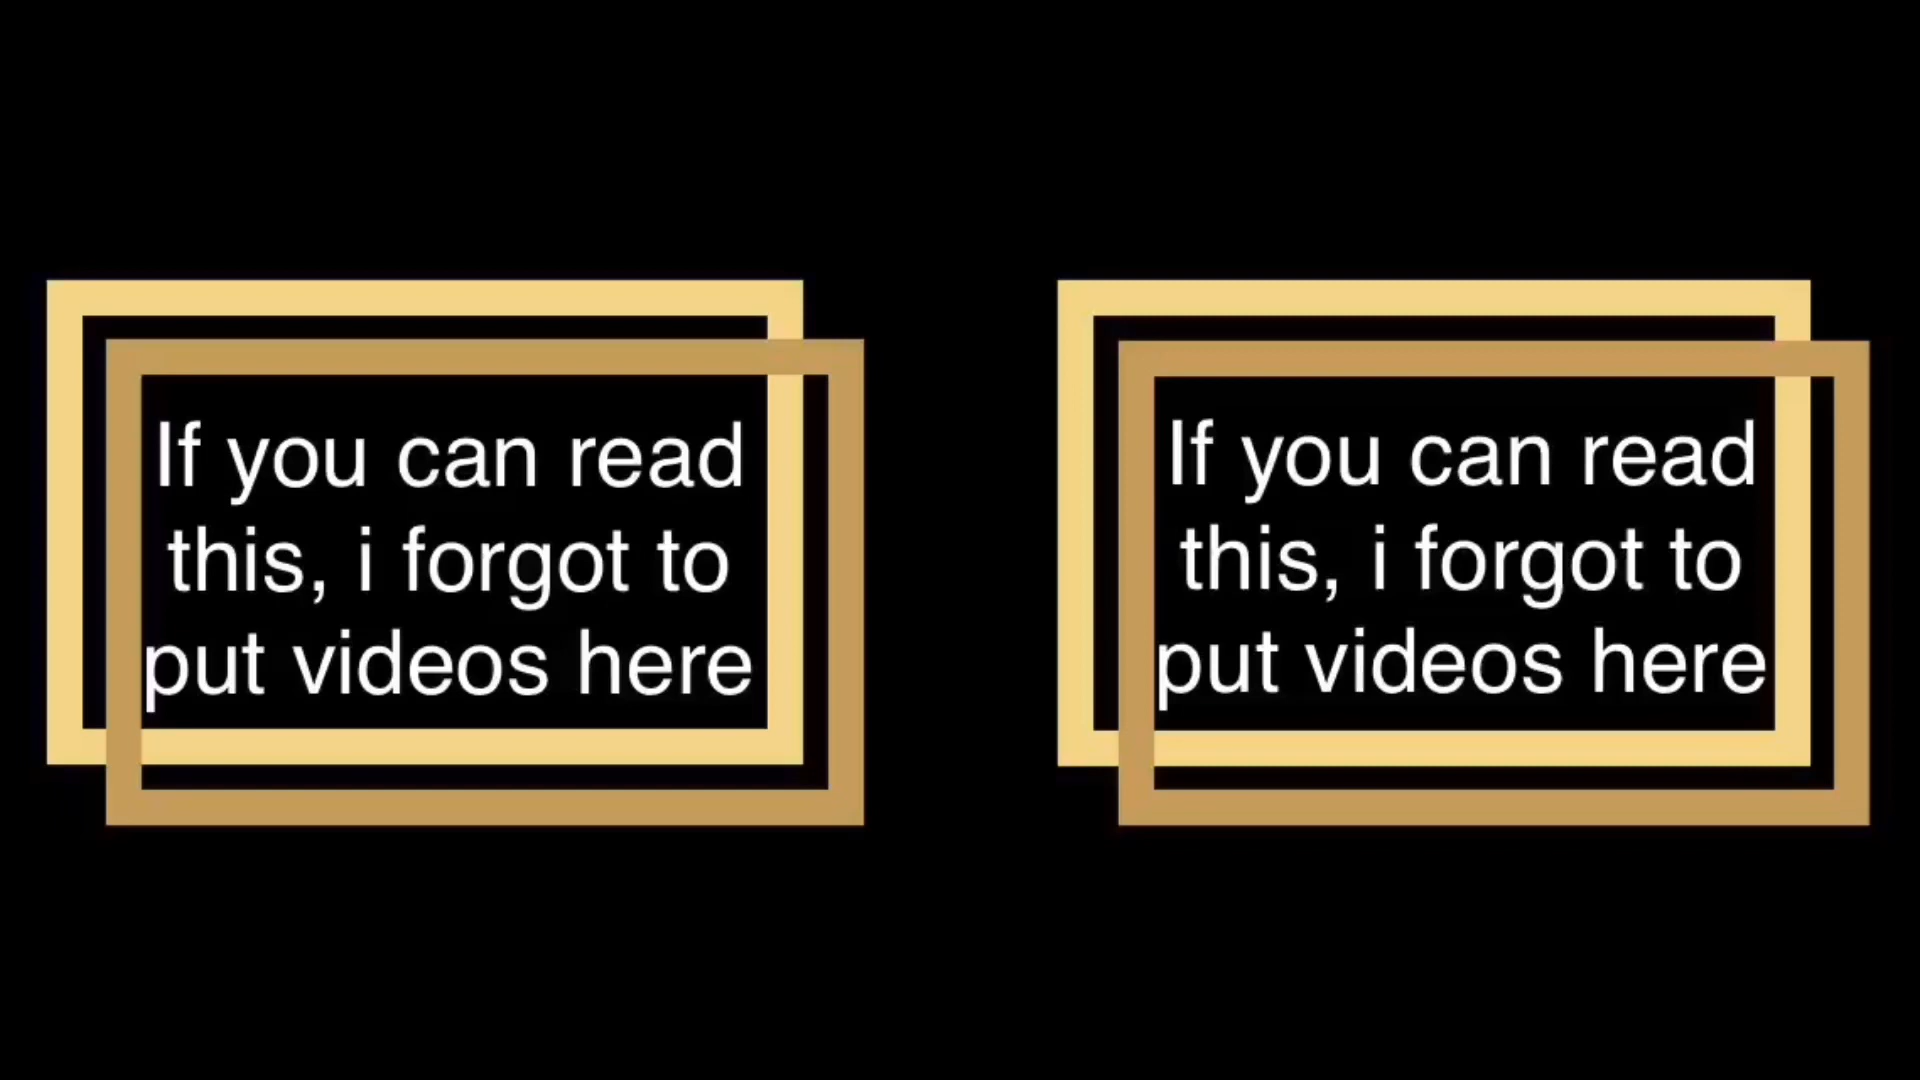 If you can read
this, i forgot to
put videos here
If you can read
this, i forgot to
put videos here